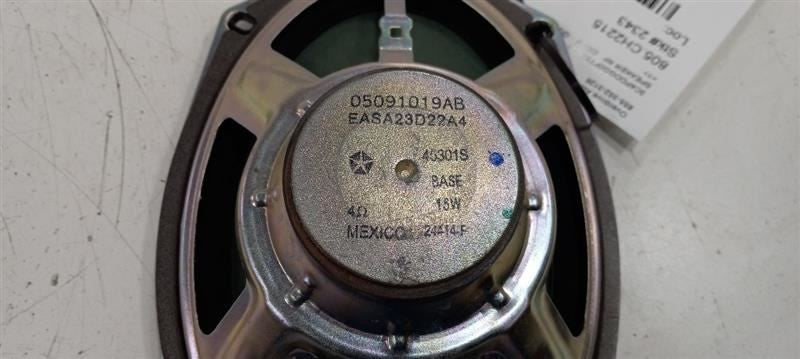 05091019AB
EASA23D22A4
45301S
BASE
4Ω 18W
MEXICO 24414-F
605 CH2215
Stk# 2343
Loc: